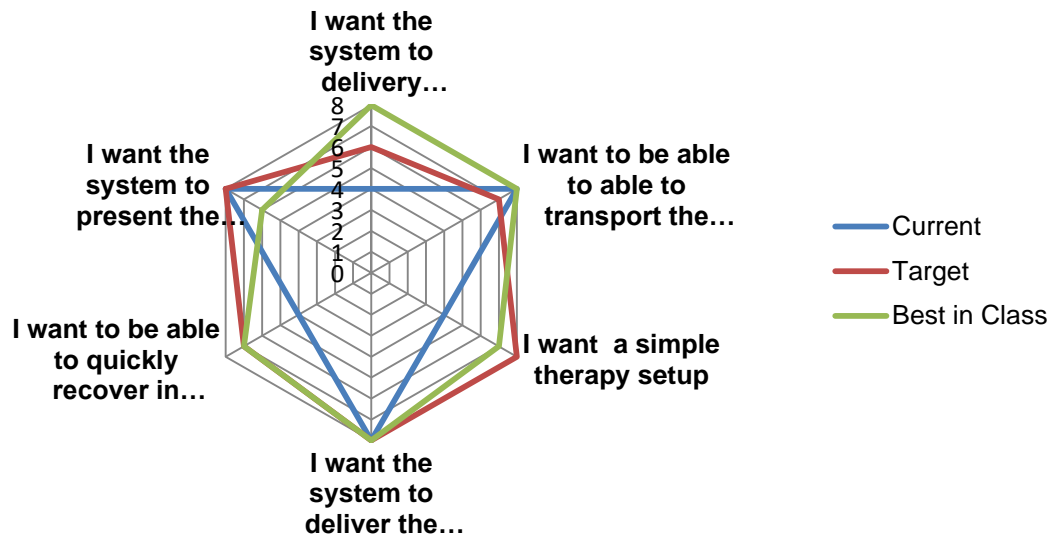 I want the
system to
delivery…
8
7
6
5
4
3
2
1
0
I want to be able
to able to
transport the…
I want  a simple
therapy setup
I want the
system to
deliver the…
I want to be able
to quickly
recover in…
I want the
system to
present the…
Current
Target
Best in Class